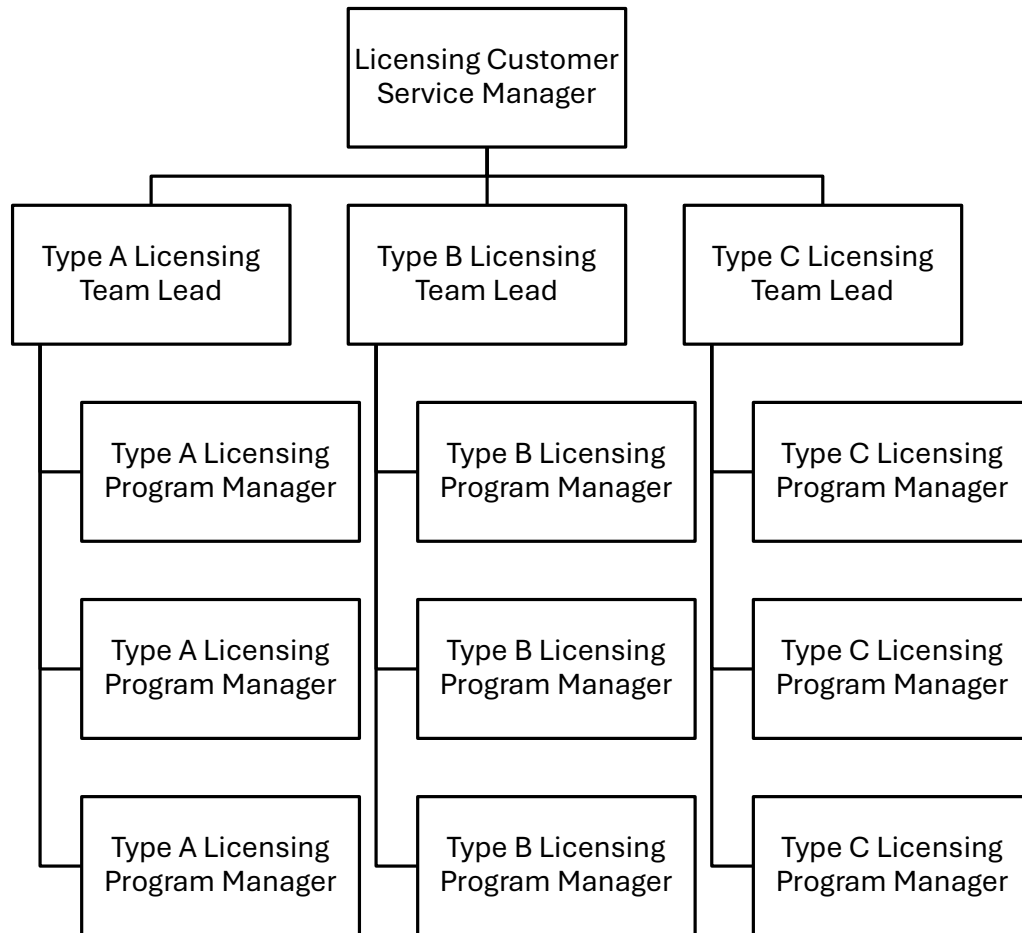 Licensing Customer
Service Manager
Type A Licensing
Team Lead
Type B Licensing
Team Lead
Type C Licensing
Team Lead
Type A Licensing
Program Manager
Type B Licensing
Program Manager
Type C Licensing
Program Manager
Type A Licensing
Program Manager
Type B Licensing
Program Manager
Type C Licensing
Program Manager
Type A Licensing
Program Manager
Type B Licensing
Program Manager
Type C Licensing
Program Manager